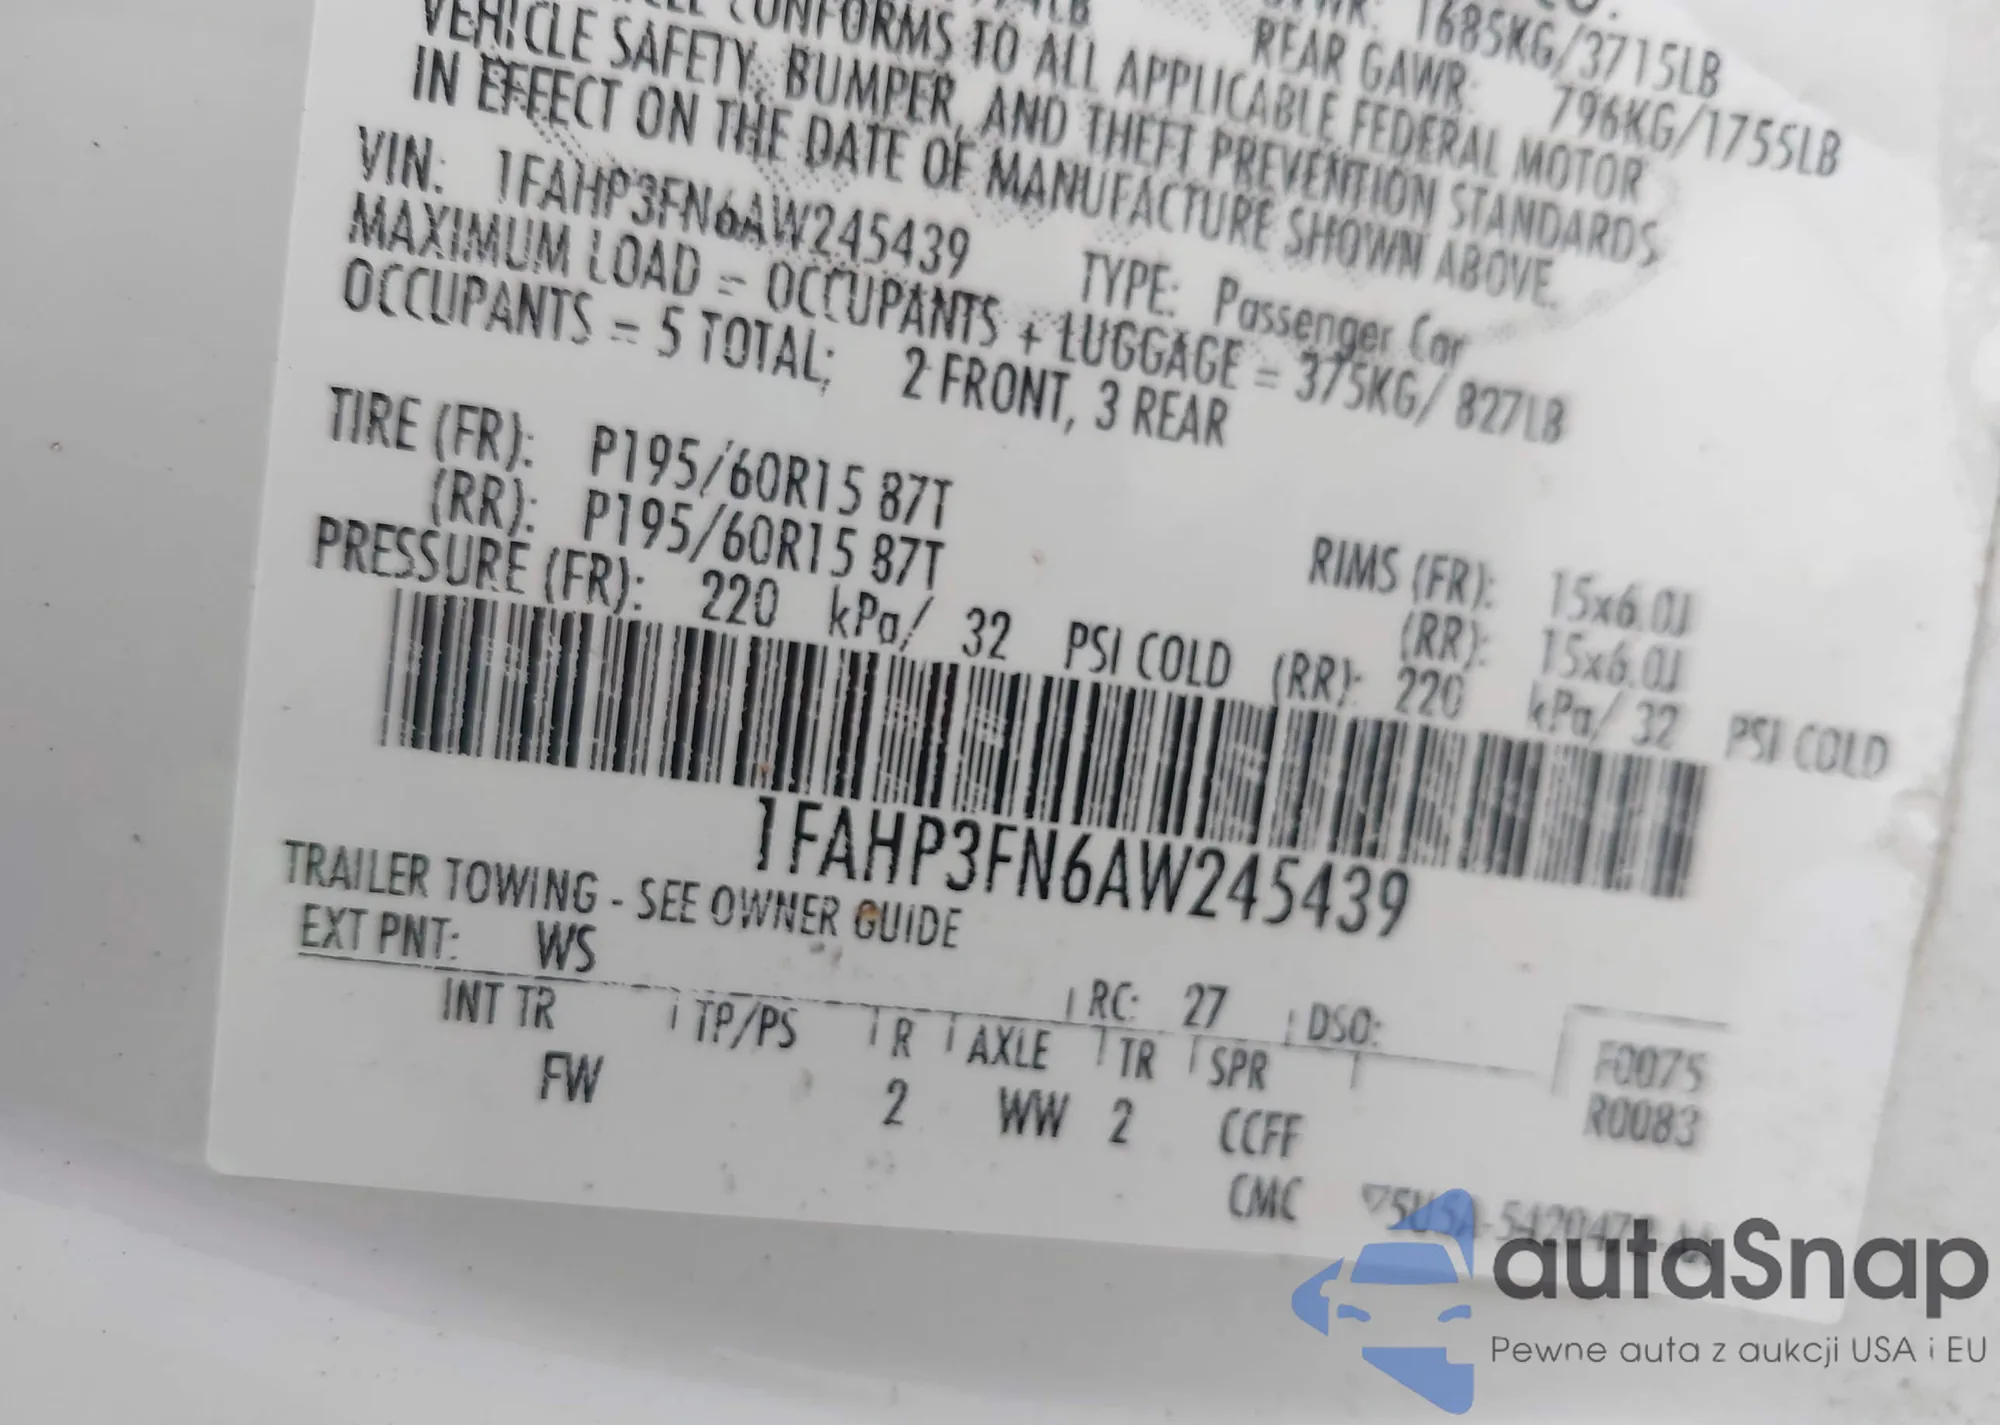 CO.
GVWR: 1685KG/3715LB
REAR GAWR: 796KG/1755LB
CONFORMS TO ALL APPLICABLE FEDERAL MOTOR
VEHICLE SAFETY, BUMPER, AND THEFT PREVENTION STANDARDS
IN EFFECT ON THE DATE OF MANUFACTURE SHOWN ABOVE.
VIN: 1FAHP3FN6AW245439 TYPE: Passenger Car
MAXIMUM LOAD = OCCUPANTS + LUGGAGE = 375KG/ 827LB
OCCUPANTS = 5 TOTAL; 2 FRONT, 3 REAR
TIRE (FR): P195/60R15 87T RIMS (FR): 15x6.0J
(RR): P195/60R15 87T (RR): 15x6.0J
PRESSURE (FR): 220 kPa/ 32 PSI COLD (RR): 220 kPa/ 32 PSI COLD
1FAHP3FN6AW245439
TRAILER TOWING - SEE OWNER GUIDE
EXT PNT: WS RC: 27 DSO: F0075
INT TR TP/PS R AXLE TR SPR R0083
FW 2 WW 2 CCFF
CMC
autaSnap
Pewne auta z aukcji USA i EU